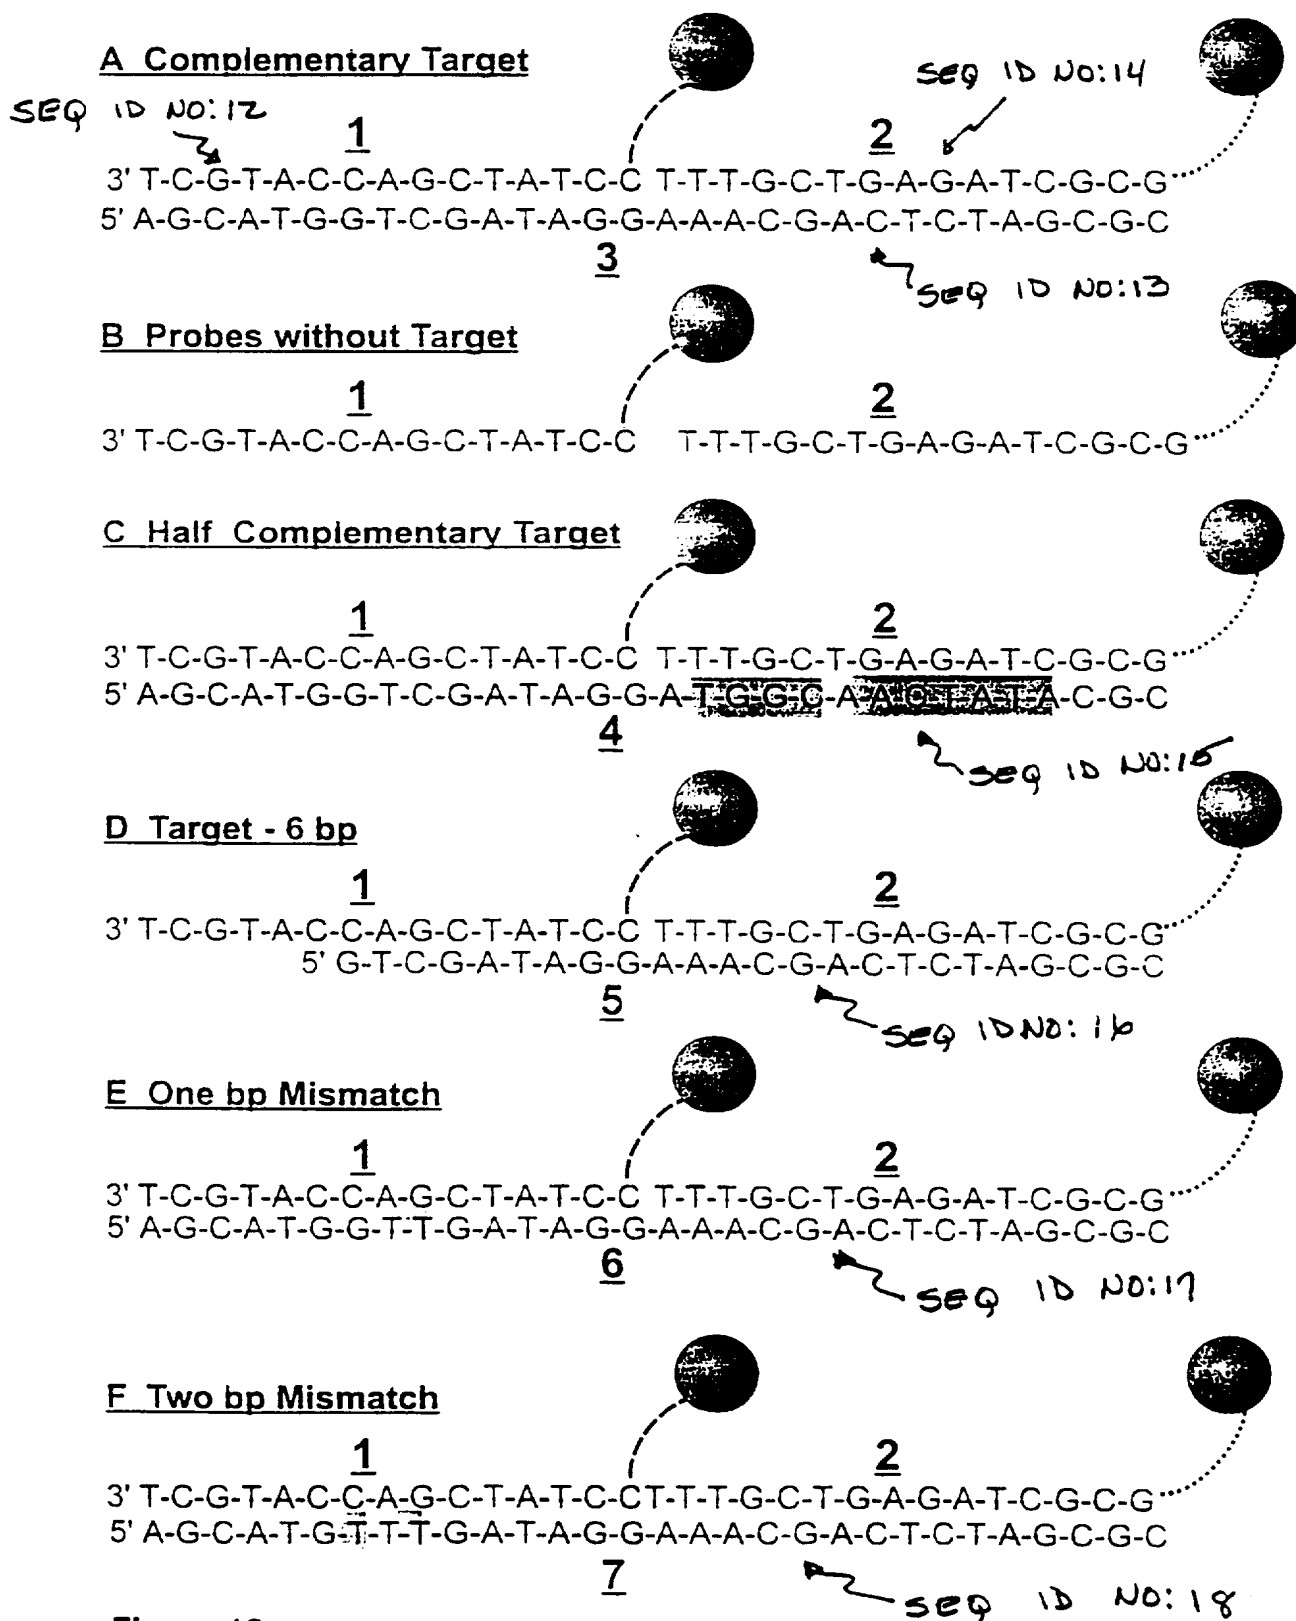 A Complementary Target
SEQ ID NO:14
SEQ ID NO:12
1 2
3' T-C-G-T-A-C-C-A-G-C-T-A-T-C-C T-T-T-G-C-T-G-A-G-A-T-C-G-C-G
5' A-G-C-A-T-G-G-T-C-G-A-T-A-G-G-A-A-A-C-G-A-C-T-C-T-A-G-C-G-C
3
SEQ ID NO:13
B Probes without Target
1 2
3' T-C-G-T-A-C-C-A-G-C-T-A-T-C-C T-T-T-G-C-T-G-A-G-A-T-C-G-C-G
C Half Complementary Target
1 2
3' T-C-G-T-A-C-C-A-G-C-T-A-T-C-C T-T-T-G-C-T-G-A-G-A-T-C-G-C-G
5' A-G-C-A-T-G-G-T-C-G-A-T-A-G-G-A-T-G-G-C-A-A-C-T-A-T-A-C-G-C
4
SEQ ID NO:15
D Target - 6 bp
1 2
3' T-C-G-T-A-C-C-A-G-C-T-A-T-C-C T-T-T-G-C-T-G-A-G-A-T-C-G-C-G
5' G-T-C-G-A-T-A-G-G-A-A-A-C-G-A-C-T-C-T-A-G-C-G-C
5
SEQ ID NO: 16
E One bp Mismatch
1 2
3' T-C-G-T-A-C-C-A-G-C-T-A-T-C-C T-T-T-G-C-T-G-A-G-A-T-C-G-C-G
5' A-G-C-A-T-G-G-T-T-G-A-T-A-G-G-A-A-A-C-G-A-C-T-C-T-A-G-C-G-C
6
SEQ ID NO:17
F Two bp Mismatch
1 2
3' T-C-G-T-A-C-C-A-G-C-T-A-T-C-C-T-T-T-G-C-T-G-A-G-A-T-C-G-C-G
5' A-G-C-A-T-G-T-T-T-G-A-T-A-G-G-A-A-A-C-G-A-C-T-C-T-A-G-C-G-C
7
SEQ ID NO: 18